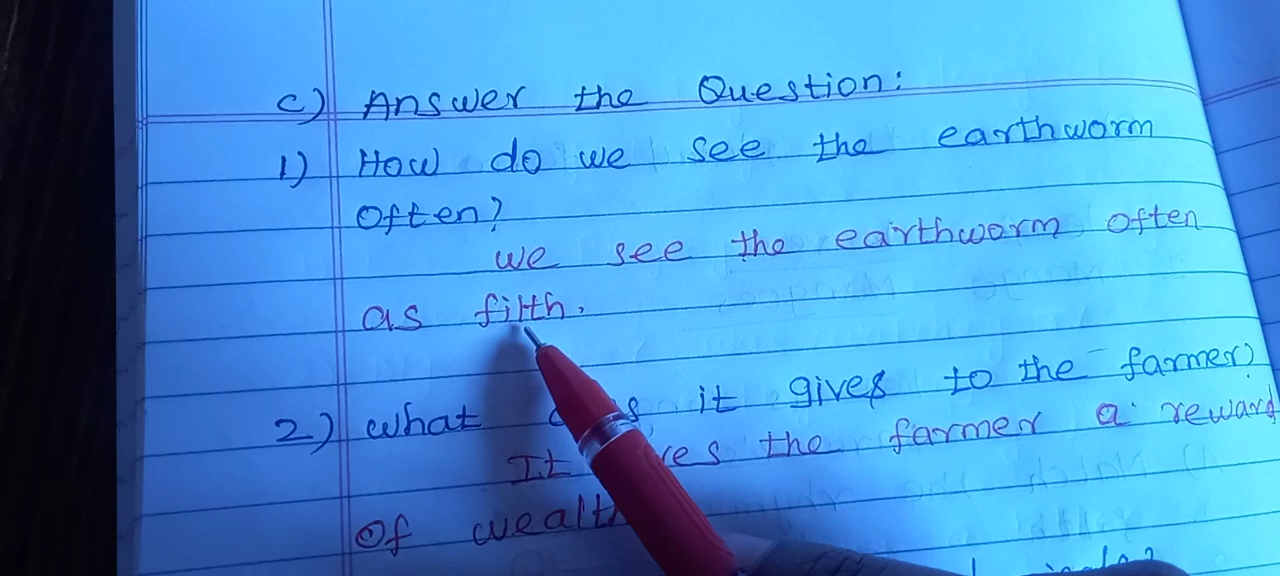 C) Answer the Question:
1) How do we see the earthworm
often?
we see the earthworm often
as filth.
2) what it gives to the farmer?
It the farmer a reward
of